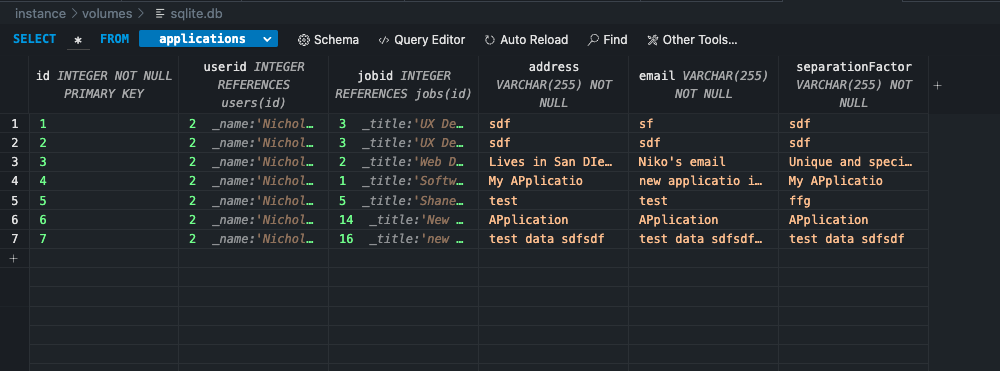 instance > volumes > sqlite.db
SELECT * FROM applications Schema Query Editor Auto Reload Find Other Tools...
id INTEGER NOT NULL PRIMARY KEY userid INTEGER REFERENCES users(id) jobid INTEGER REFERENCES jobs(id) address VARCHAR(255) NOT NULL email VARCHAR(255) NOT NULL separationFactor VARCHAR(255) NOT NULL +
1 1 2 _name:'Nichol… 3 _title:'UX De… sdf sf sdf
2 2 2 _name:'Nichol… 3 _title:'UX De… sdf sdf sdf
3 3 2 _name:'Nichol… 2 _title:'Web D… Lives in San DIe… Niko's email Unique and speci…
4 4 2 _name:'Nichol… 1 _title:'Softw… My APplicatio new applicatio i… My APplicatio
5 5 2 _name:'Nichol… 5 _title:'Shane… test test ffg
6 6 2 _name:'Nichol… 14 _title:'New … APplication APplication APplication
7 7 2 _name:'Nichol… 16 _title:'new … test data sdfsdf test data sdfsdf… test data sdfsdf
+